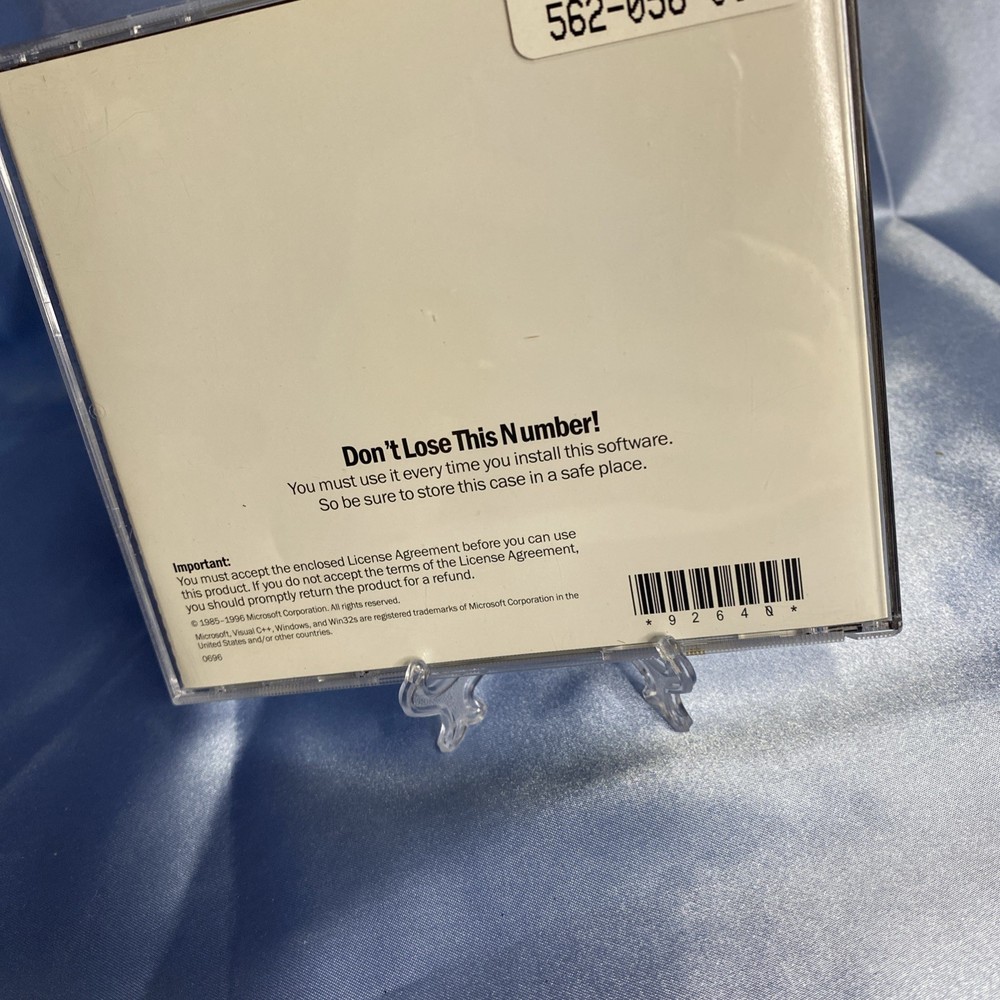 Don't Lose This Number!
You must use it every time you install this software.
So be sure to store this case in a safe place.
Important:
You must accept the enclosed License Agreement before you can use
this product. If you do not accept the terms of the License Agreement,
you should promptly return the product for a refund.
© 1985–1996 Microsoft Corporation. All rights reserved.
Microsoft, Visual C++, Windows, and Win32s are registered trademarks of Microsoft Corporation in the
United States and/or other countries.
0696
* 9 2 6 4 0 *